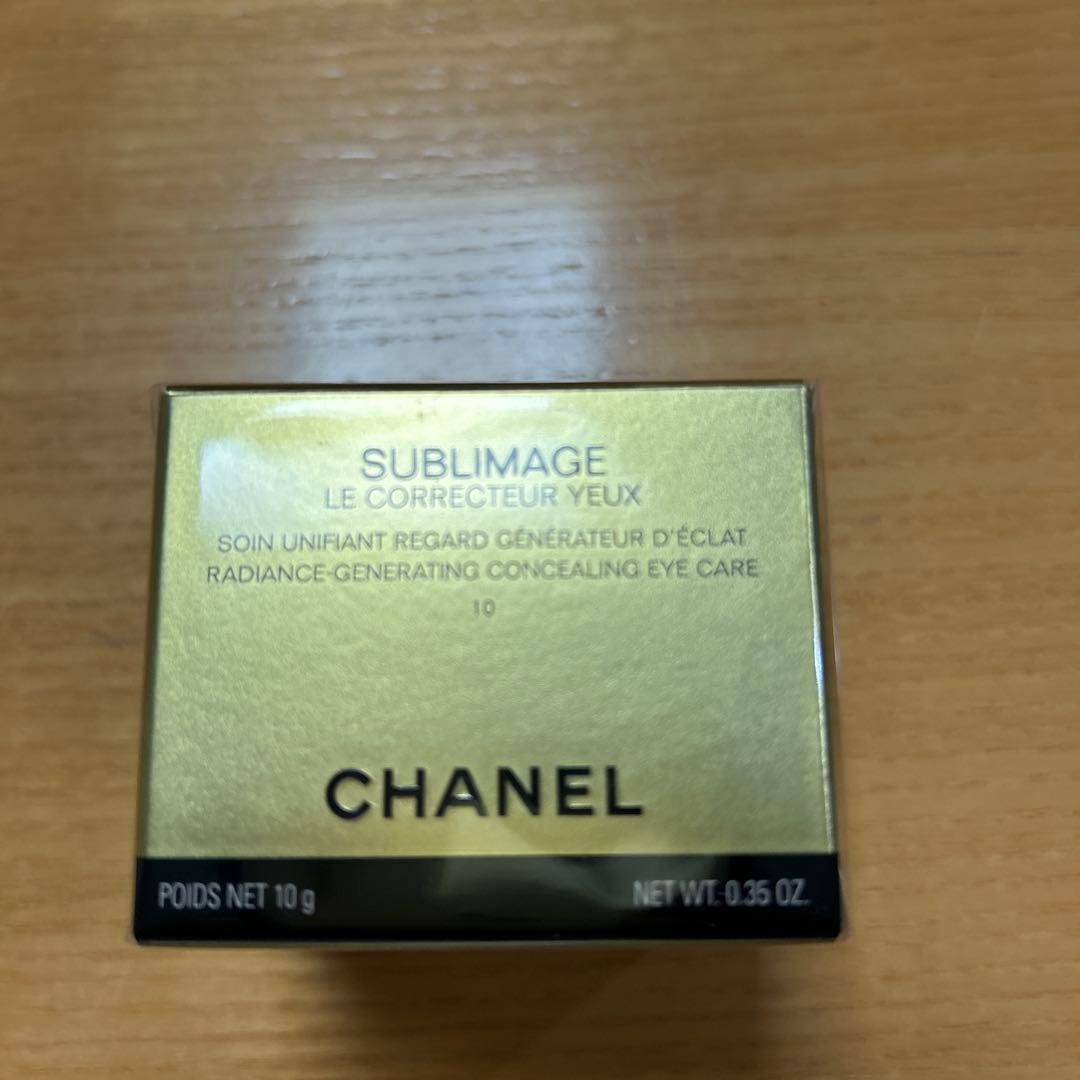 SUBLIMAGE
LE CORRECTEUR YEUX
SOIN UNIFIANT REGARD GÉNÉRATEUR D'ÉCLAT
RADIANCE-GENERATING CONCEALING EYE CARE
10
CHANEL
POIDS NET 10 g NET WT. 0.35 OZ.